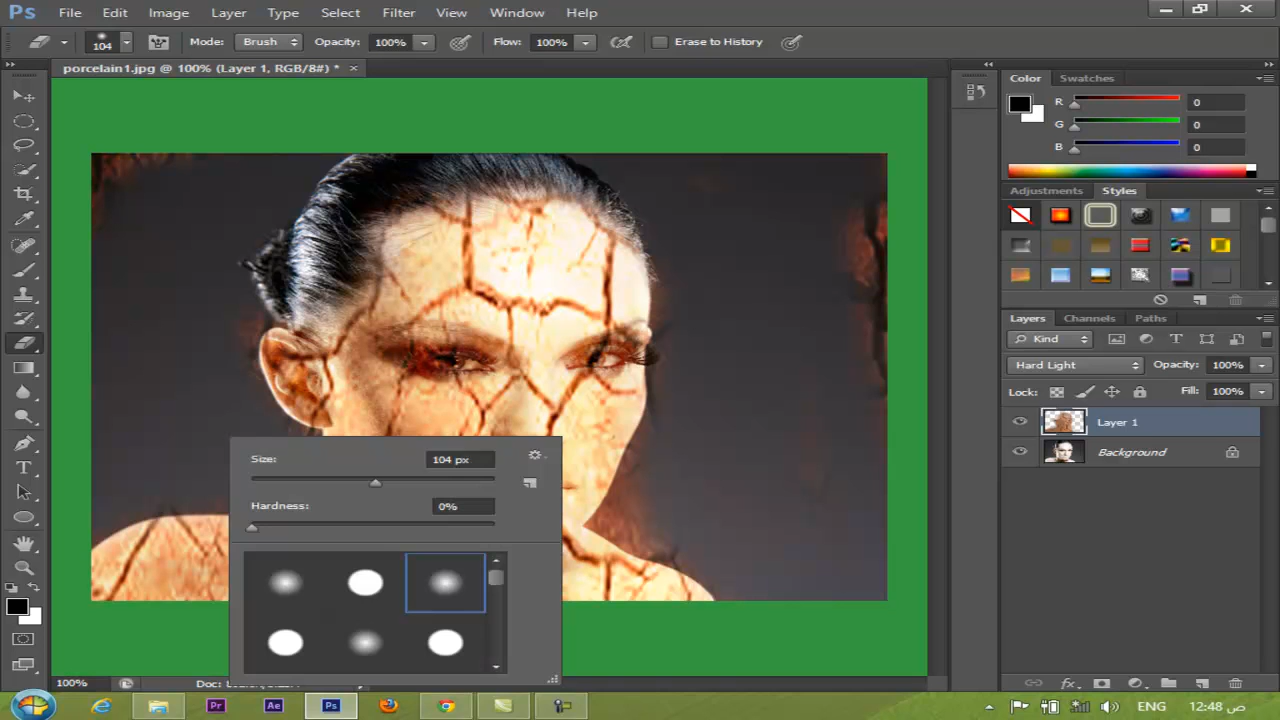 Ps File Edit Image Layer Type Select Filter View Window Help
104 Mode: Brush Opacity: 100% Flow: 100% Erase to History
porcelain1.jpg @ 100% (Layer 1, RGB/8#) * ×
Color Swatches
R 0
G 0
B 0
Adjustments Styles
Layers Channels Paths
Kind
Hard Light Opacity: 100%
Lock: Fill: 100%
Layer 1
Background
Size: 104 px
Hardness: 0%
100% Doc:
Pr Ae Ps ENG 12:48 ص